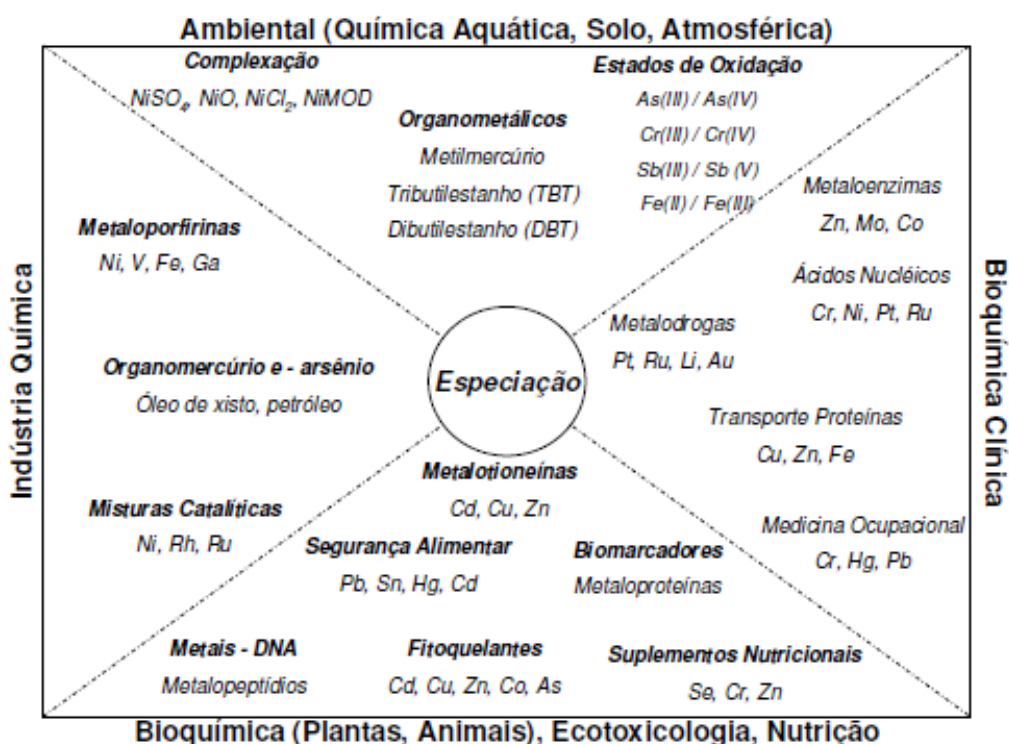 Ambiental (Química Aquática, Solo, Atmosférica)
Complexação
NiSO₄, NiO, NiCl₂, NiMOD
Organometálicos
Metilmercúrio
Tributilestanho (TBT)
Dibutilestanho (DBT)
Estados de Oxidação
As(III) / As(IV)
Cr(III) / Cr(IV)
Sb(III) / Sb (V)
Fe(II) / Fe(III)
Indústria Química
Metaloporfirinas
Ni, V, Fe, Ga
Organomercúrio e - arsênio
Óleo de xisto, petróleo
Misturas Catalíticas
Ni, Rh, Ru
Especiação
Bioquímica Clínica
Metaloenzimas
Zn, Mo, Co
Ácidos Nucléicos
Cr, Ni, Pt, Ru
Metalodrogas
Pt, Ru, Li, Au
Transporte Proteínas
Cu, Zn, Fe
Medicina Ocupacional
Cr, Hg, Pb
Metalotioneínas
Cd, Cu, Zn
Segurança Alimentar
Pb, Sn, Hg, Cd
Biomarcadores
Metaloproteínas
Metais - DNA
Metalopeptídios
Fitoquelantes
Cd, Cu, Zn, Co, As
Suplementos Nutricionais
Se, Cr, Zn
Bioquímica (Plantas, Animais), Ecotoxicologia, Nutrição